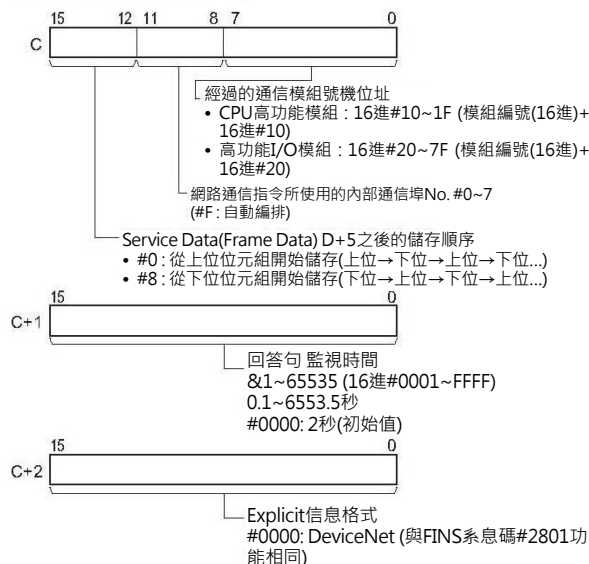 15 12 11 8 7 0
C
經過的通信模組號機位址
• CPU高功能模組 : 16進#10~1F (模組編號(16進)+
16進#10)
• 高功能I/O模組 : 16進#20~7F (模組編號(16進)+
16進#20)
網路通信指令所使用的內部通信埠No. #0~7
(#F : 自動編排)
Service Data(Frame Data) D+5之後的儲存順序
• #0 : 從上位位元組開始儲存(上位→下位→上位→下位...)
• #8 : 從下位位元組開始儲存(下位→上位→下位→上位...)
15 0
C+1
回答句 監視時間
&1~65535 (16進#0001~FFFF)
0.1~6553.5秒
#0000: 2秒(初始值)
15 0
C+2
Explicit信息格式
#0000: DeviceNet (與FINS系息碼#2801功
能相同)